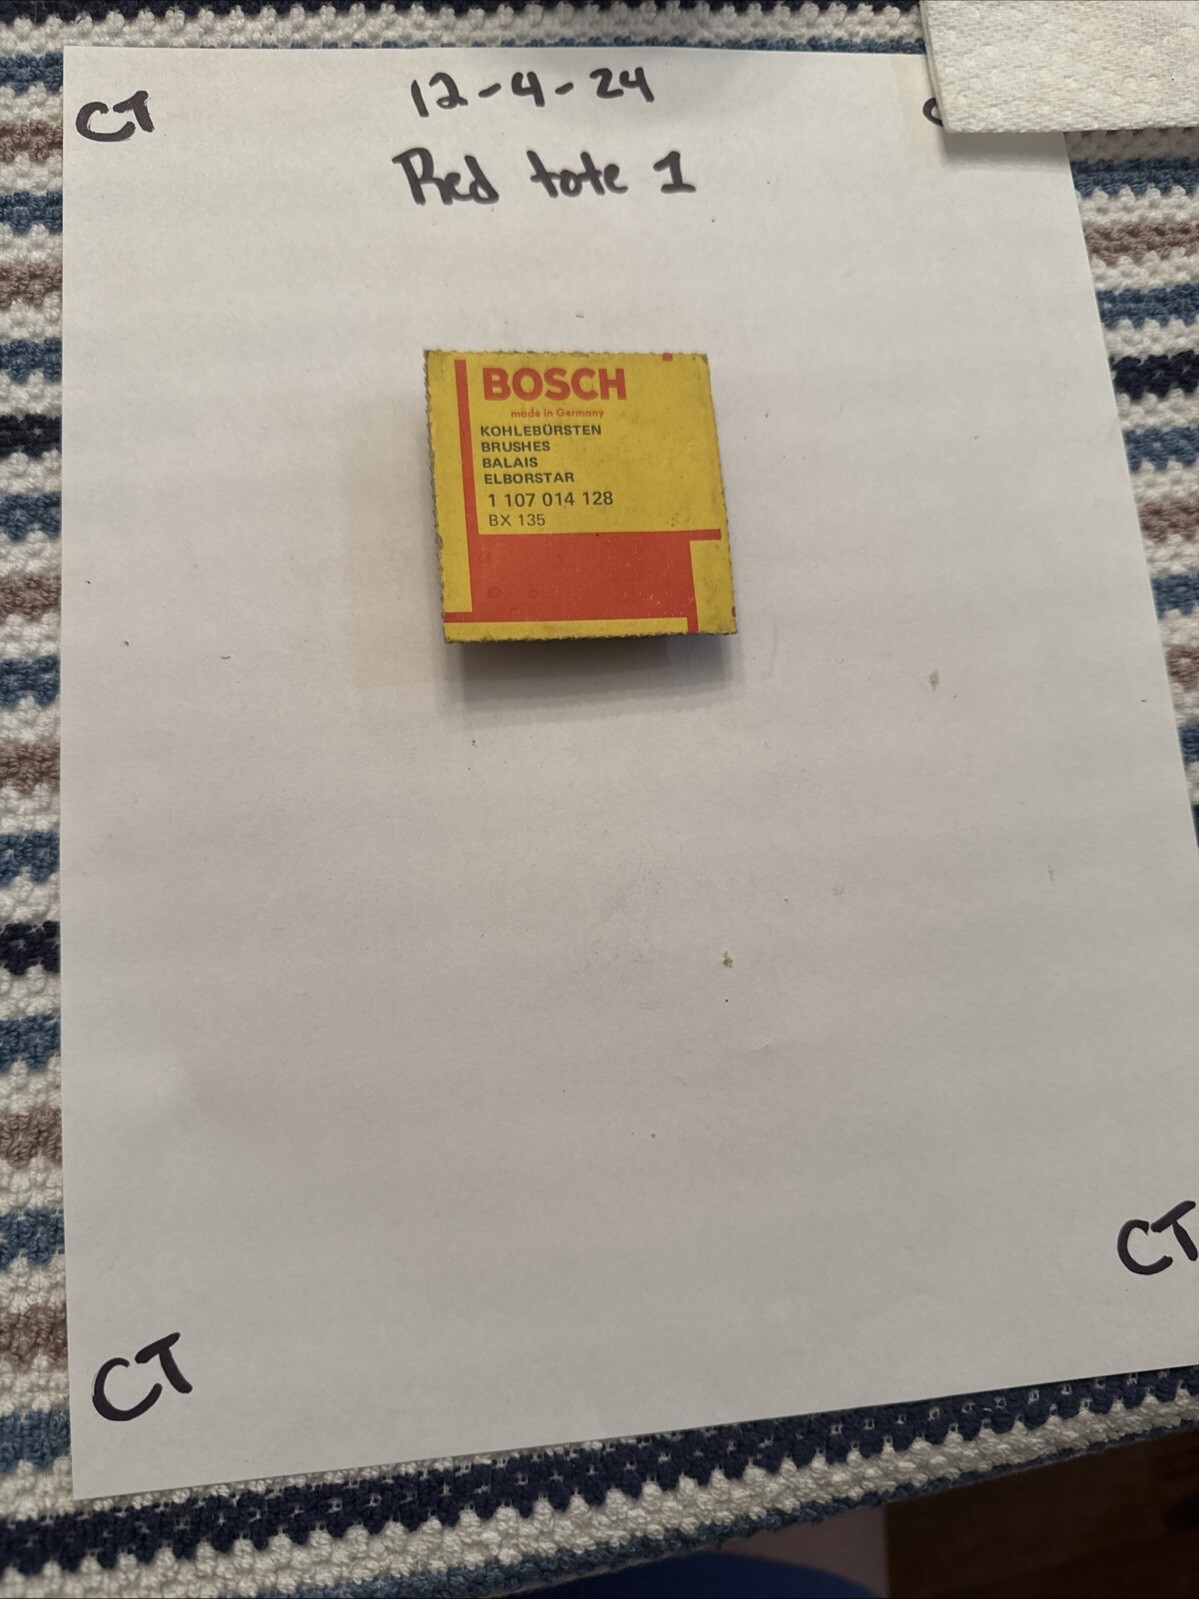 12-4-24
CT
Red tote 1
BOSCH
made in Germany
KOHLEBÜRSTEN
BRUSHES
BALAIS
ELBORSTAR
1 107 014 128
BX 135
CT
CT